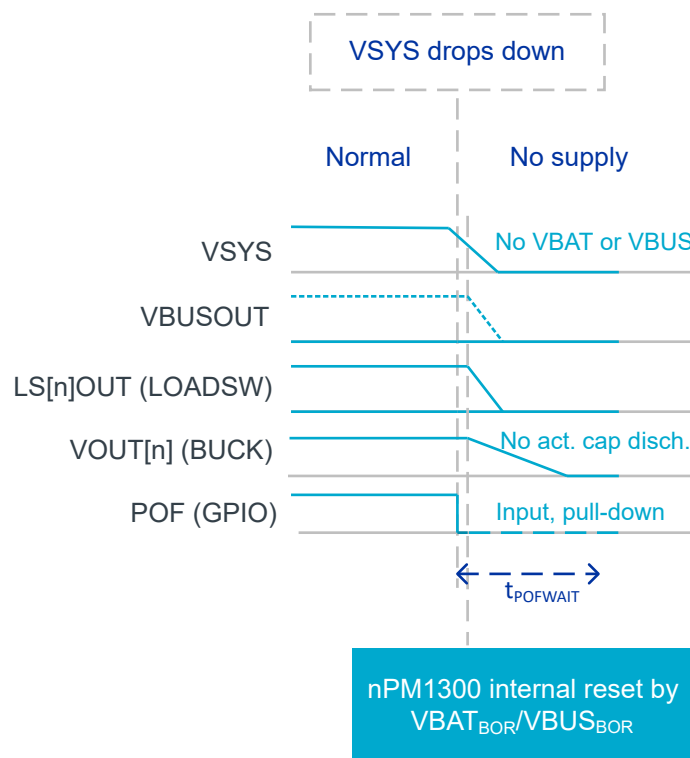 VSYS drops down
Normal
No supply
VSYS
No VBAT or VBUS
VBUSOUT
LS[n]OUT (LOADSW)
VOUT[n] (BUCK)
No act. cap disch.
POF (GPIO)
Input, pull-down
tPOFWAIT
nPM1300 internal reset by
VBATBOR/VBUSBOR